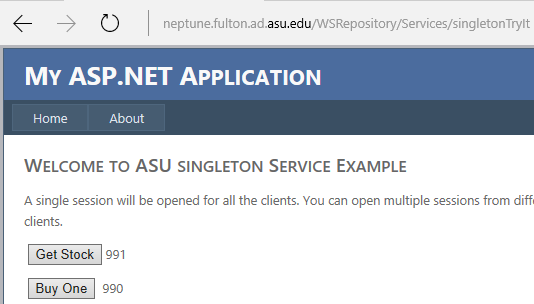 neptune.fulton.ad.asu.edu/WSRepository/Services/singletonTryIt
My ASP.NET Application
Home About
Welcome to ASU singleton Service Example
A single session will be opened for all the clients. You can open multiple sessions from diffe
clients.
Get Stock 991
Buy One 990